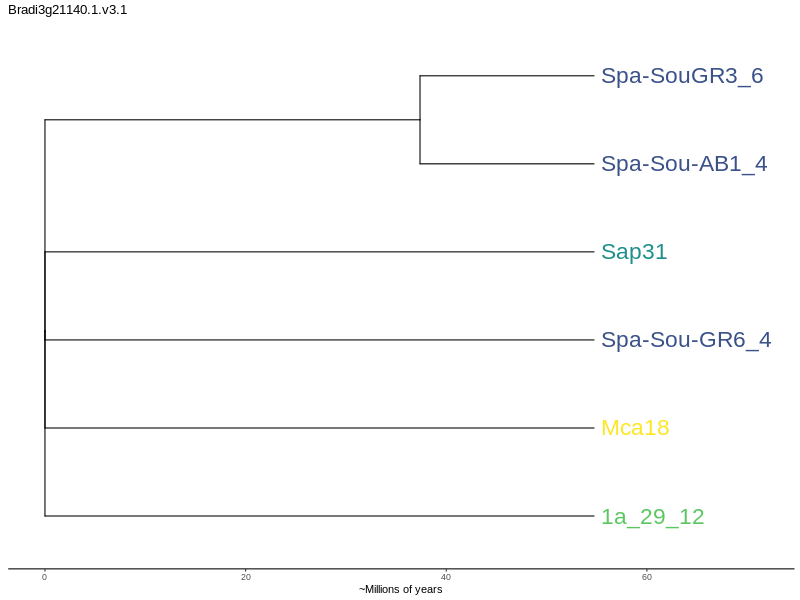 Bradi3g21140.1.v3.1
Spa-SouGR3_6
Spa-Sou-AB1_4
Sap31
Spa-Sou-GR6_4
Mca18
1a_29_12
0 20 40 60
~Millions of years